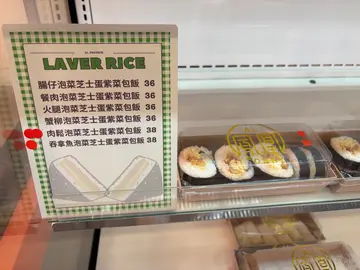 LAVER RICE
腸仔泡菜芝士蛋紫菜包飯 36
餐肉泡菜芝士蛋紫菜包飯 36
火腿泡菜芝士蛋紫菜包飯 36
蟹柳泡菜芝士蛋紫菜包飯 36
肉鬆泡菜芝士蛋紫菜包飯 38
吞拿魚泡菜芝士蛋紫菜包飯 38